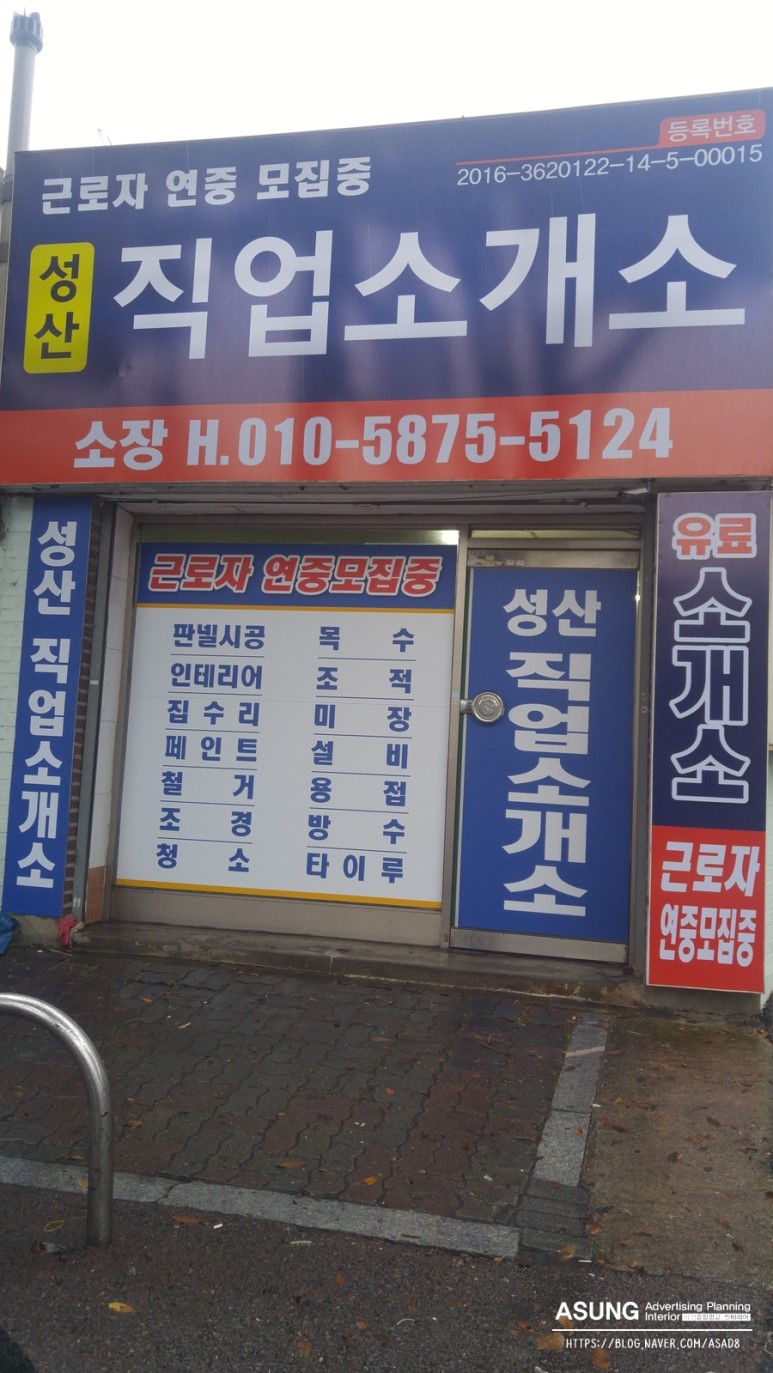 등록번호
근로자 연중 모집중
2016-3620122-14-5-00015
성산 직업소개소
소장 H.010-5875-5124
성산 직업소개소
근로자 연중모집중
판넬시공 목수
인테리어 조적
집수리 미장
페인트 설비
철거 용접
조경 방수
청소 타이루
성산 직업소개소
유료 소개소
근로자
연중모집중
ASUNG Advertising Planning
Interior
HTTPS://BLOG.NAVER.COM/ASAD8